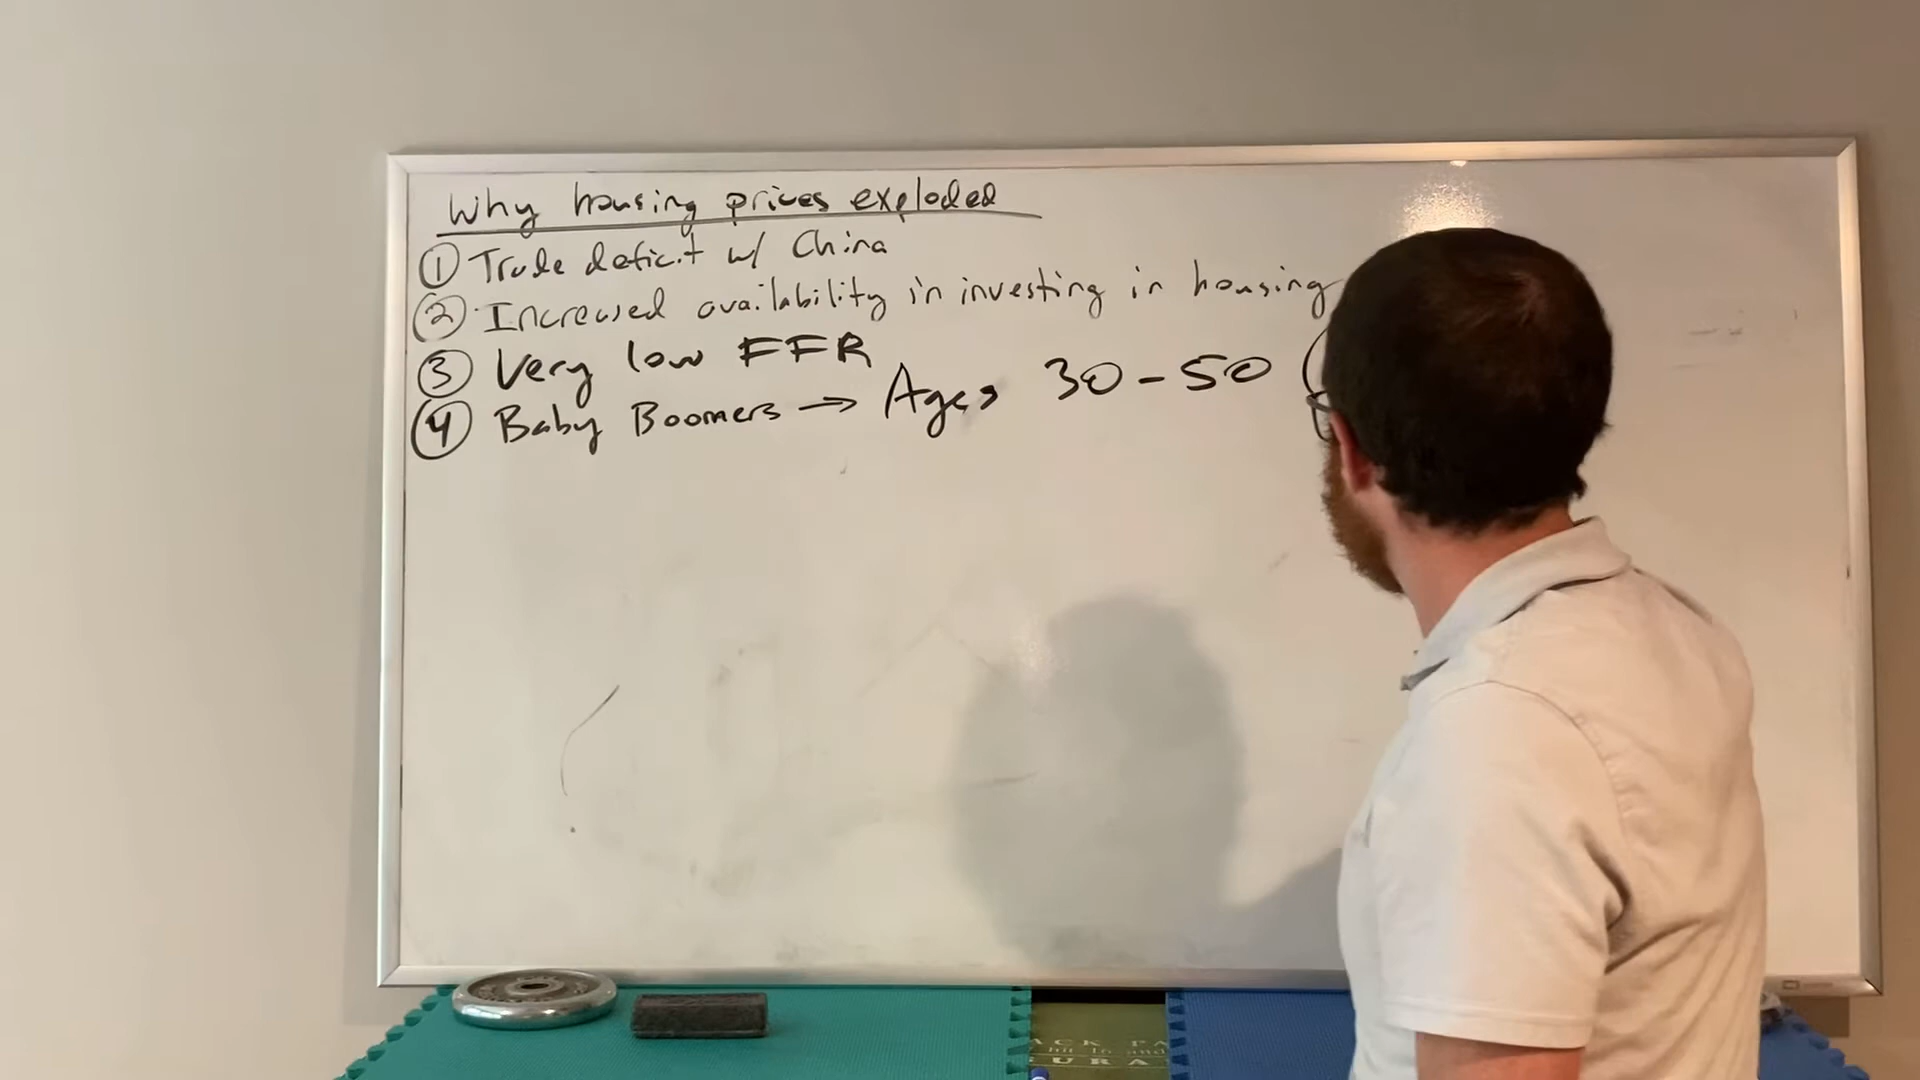 Why housing prices exploded
① Trade deficit w/ China
② Increased availability in investing in housing
③ Very low FFR
④ Baby Boomers → Ages 30-50 (